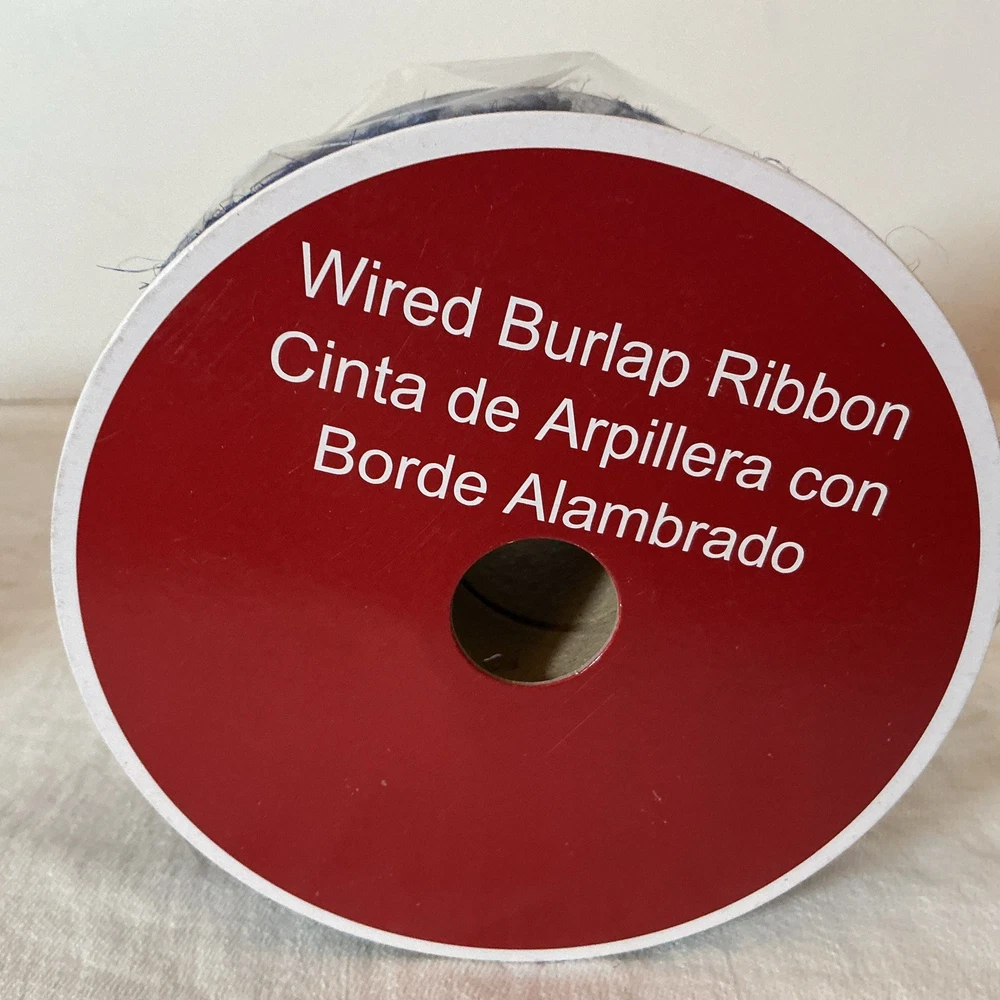 Wired Burlap Ribbon
Cinta de Arpillera con
Borde Alambrado